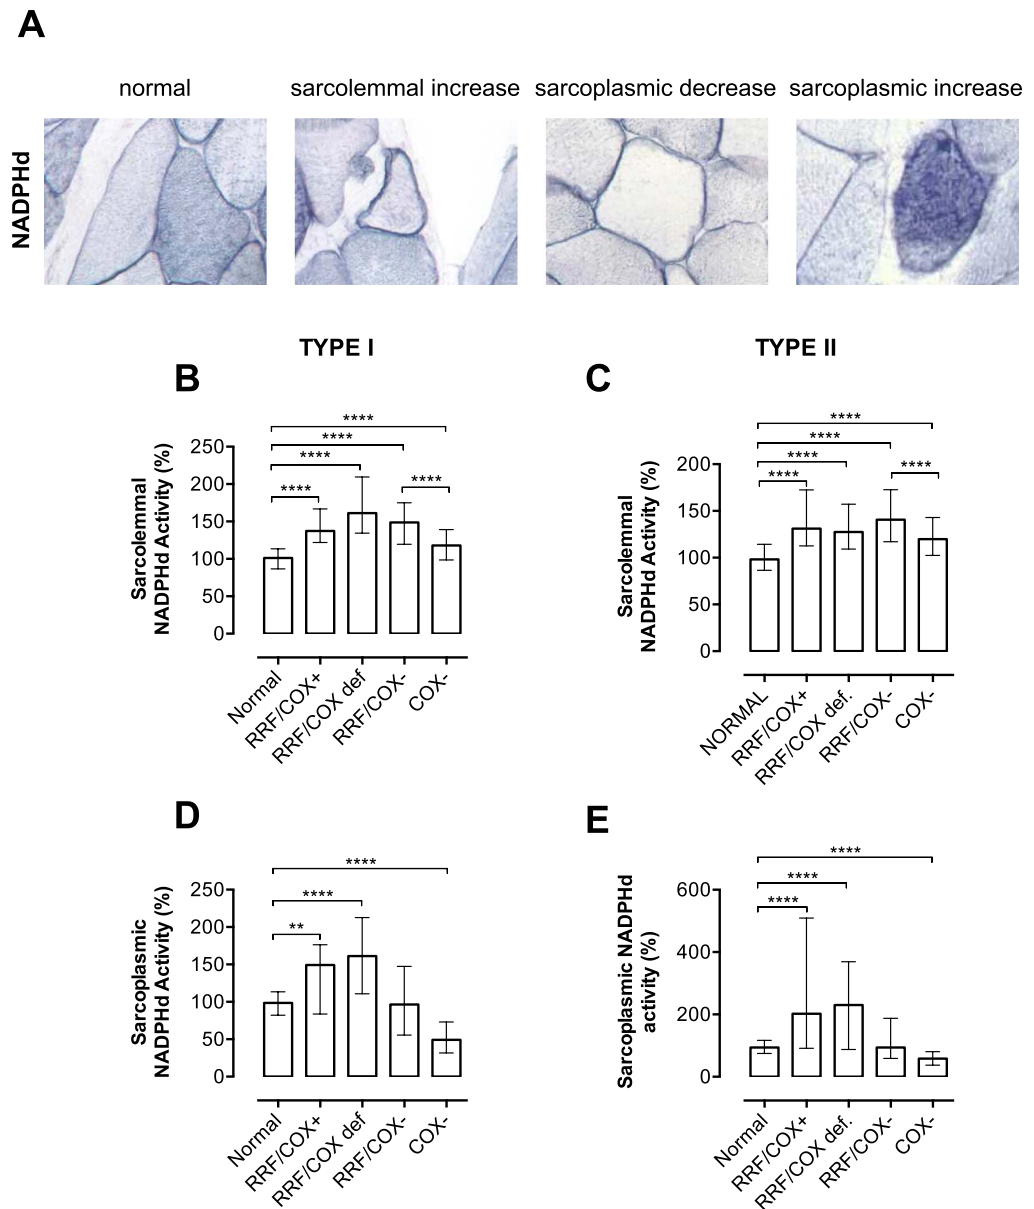 A
normal
sarcolemmal increase
sarcoplasmic decrease
sarcoplasmic increase
NADPHd
TYPE I
TYPE II
B
Sarcolemmal
NADPHd Activity (%)
250
200
150
100
50
0
****
****
****
****
****
Normal
RRF/COX+
RRF/COX def
RRF/COX-
COX-
C
Sarcolemmal
NADPHd Activity (%)
200
150
100
50
0
****
****
****
****
****
NORMAL
RRF/COX+
RRF/COX def.
RRF/COX-
COX-
D
Sarcoplasmic
NADPHd Activity (%)
250
200
150
100
50
0
****
****
**
Normal
RRF/COX+
RRF/COX def
RRF/COX-
COX-
E
Sarcoplasmic NADPHd
activity (%)
600
400
200
0
****
****
****
Normal
RRF/COX+
RRF/COX def.
RRF/COX-
COX-